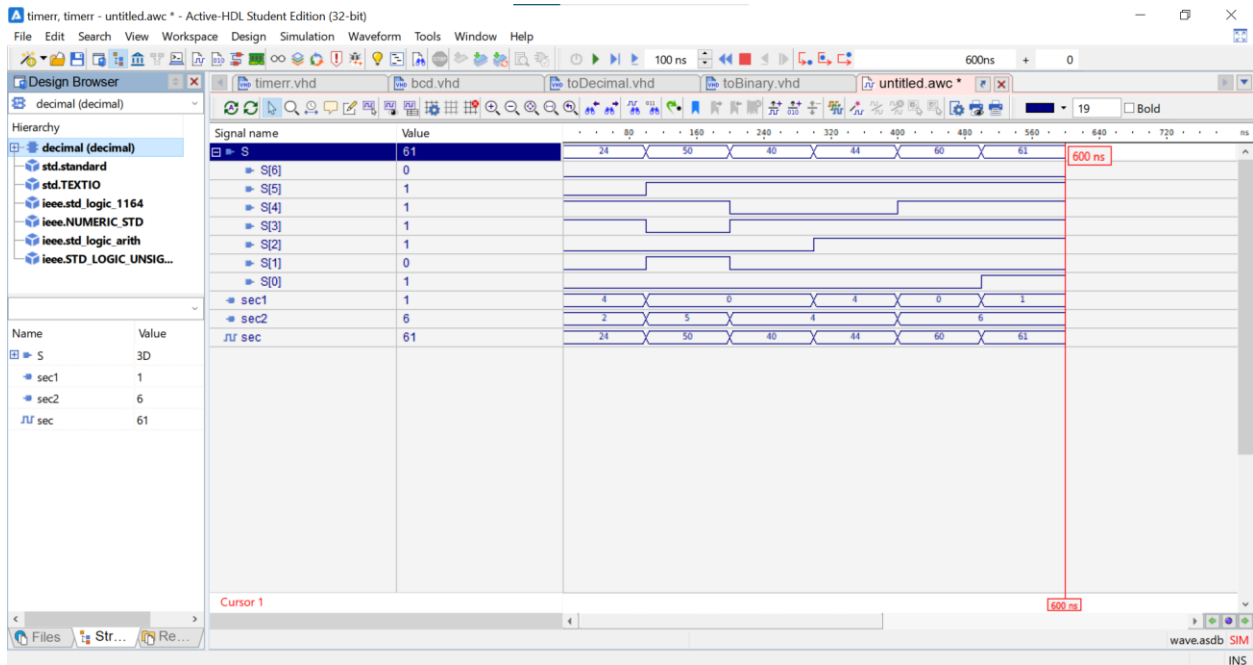 timerr, timerr - untitled.awc * - Active-HDL Student Edition (32-bit)
File Edit Search View Workspace Design Simulation Waveform Tools Window Help
100 ns 600ns + 0
Design Browser
timerr.vhd bcd.vhd toDecimal.vhd toBinary.vhd untitled.awc *
decimal (decimal)
19 Bold
Hierarchy
Signal name Value 80 160 240 320 400 480 560 640 720 ns
decimal (decimal)
S 61 24 50 40 44 60 61 600 ns
std.standard
S[6] 0
std.TEXTIO
S[5] 1
ieee.std_logic_1164
S[4] 1
ieee.NUMERIC_STD
S[3] 1
ieee.std_logic_arith
S[2] 1
ieee.STD_LOGIC_UNSIG...
S[1] 0
S[0] 1
sec1 1 4 0 4 0 1
sec2 6 2 5 4 6
sec 61 24 50 40 44 60 61
Name Value
S 3D
sec1 1
sec2 6
sec 61
Cursor 1 600 ns
Files Str... Re...
wave.asdb SIM
INS